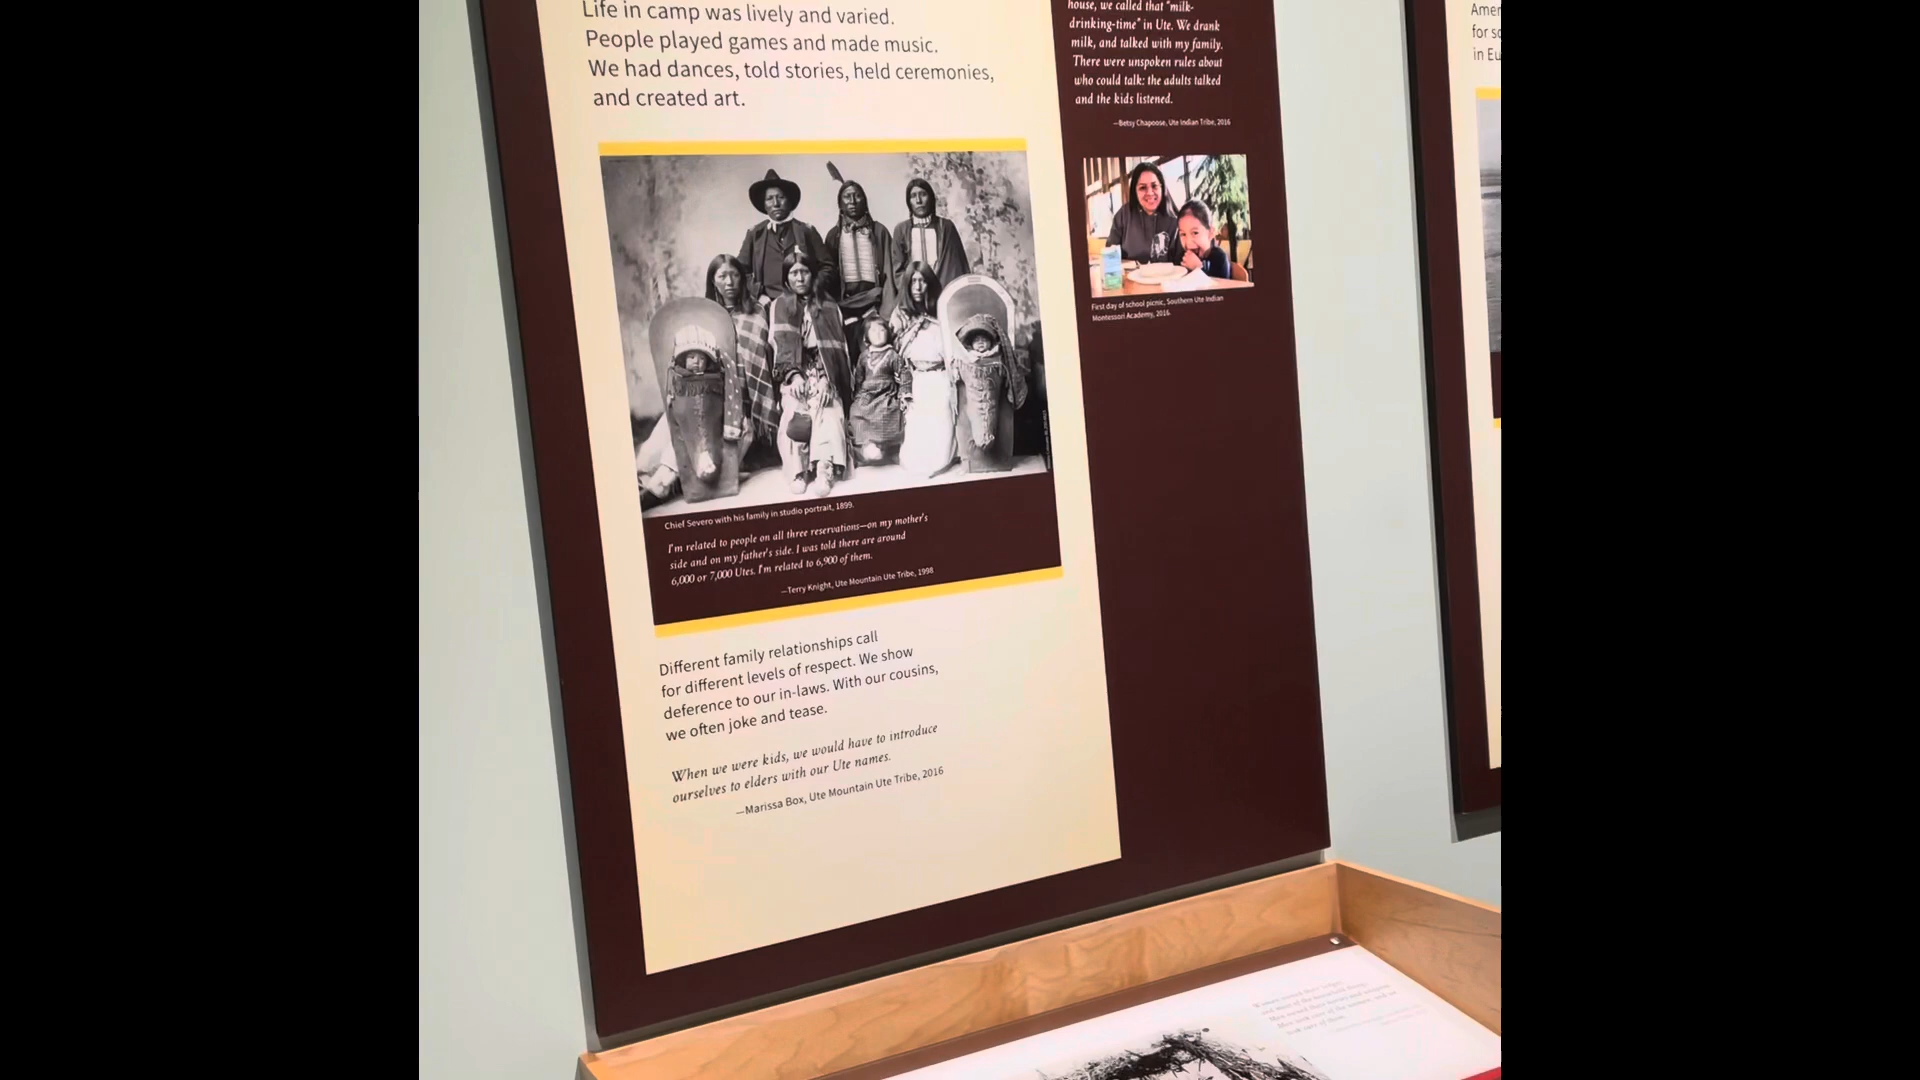 Life in camp was lively and varied.
People played games and made music.
We had dances, told stories, held ceremonies,
and created art.
Chief Severo with his family in studio portrait, 1899.
I'm related to people on all three reservations—on my mother's
side and on my father's side. I was told there are around
6,000 or 7,000 Utes. I'm related to 6,900 of them.
—Terry Knight, Ute Mountain Ute Tribe, 1998
Different family relationships call
for different levels of respect. We show
deference to our in-laws. With our cousins,
we often joke and tease.
When we were kids, we would have to introduce
ourselves to elders with our Ute names.
—Marissa Box, Ute Mountain Ute Tribe, 2016
house, we called that "milk-
drinking-time" in Ute. We drank
milk, and talked with my family.
There were unspoken rules about
who could talk: the adults talked
and the kids listened.
—Betsy Chapoose, Ute Indian Tribe, 2016
First day of school picnic, Southern Ute Indian
Montessori Academy, 2016.
Amer
for so
in Eu